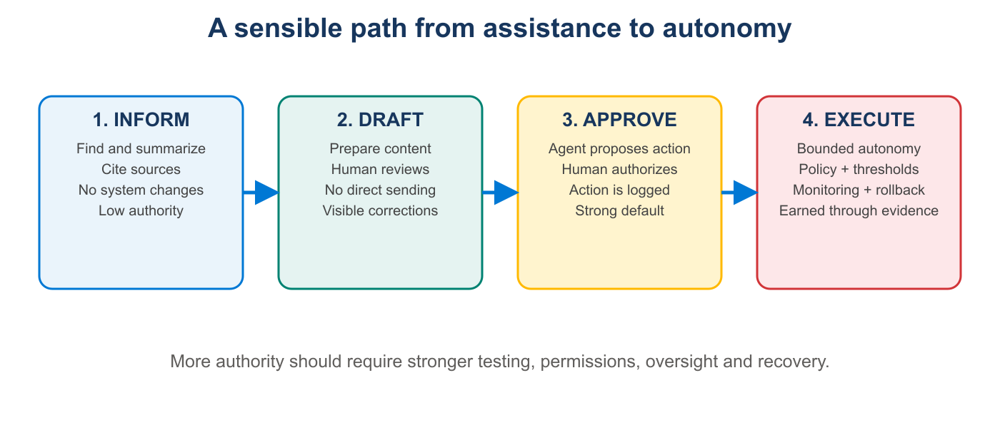 A sensible path from assistance to autonomy
1. INFORM
Find and summarize
Cite sources
No system changes
Low authority
2. DRAFT
Prepare content
Human reviews
No direct sending
Visible corrections
3. APPROVE
Agent proposes action
Human authorizes
Action is logged
Strong default
4. EXECUTE
Bounded autonomy
Policy + thresholds
Monitoring + rollback
Earned through evidence
More authority should require stronger testing, permissions, oversight and recovery.